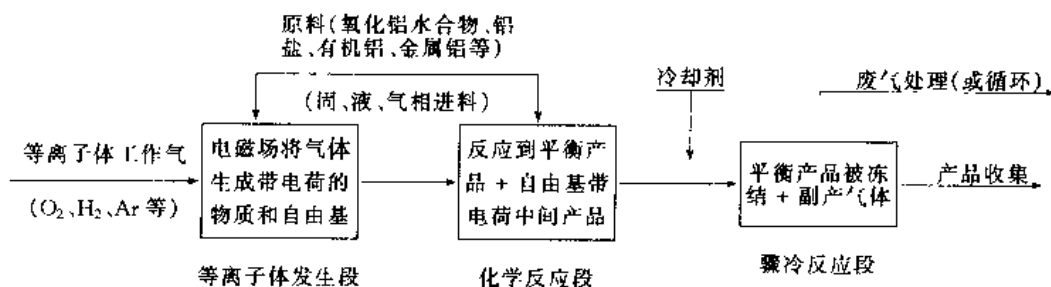 原料(氧化铝水合物、铝
盐、有机铝、金属铝等)
(固、液、气相进料)
冷却剂
废气处理(或循环)
等离子体工作气
(O₂、H₂、Ar 等)
电磁场将气体
生成带电荷的
物质和自由基
反应到平衡产
品+自由基带
电荷中间产品
平衡产品被冻
结+副产气体
产品收集
等离子体发生段
化学反应段
骤冷反应段